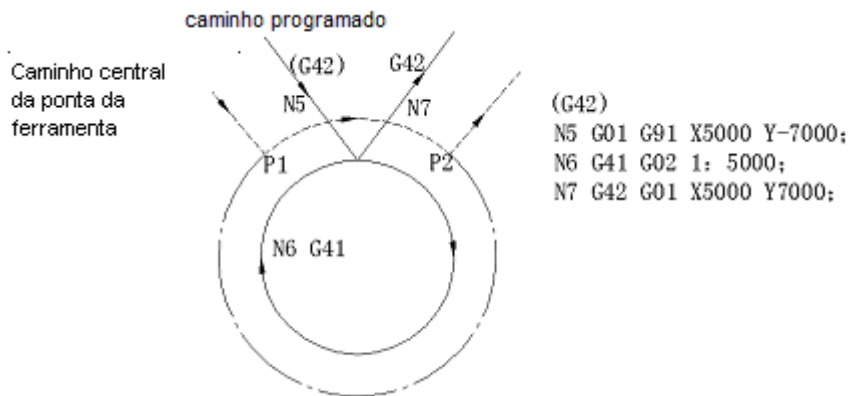 caminho programado
Caminho central
da ponta da
ferramenta
(G42)
G42
N5
N7
P1
P2
N6 G41
(G42)
N5 G01 G91 X5000 Y-7000;
N6 G41 G02 1: 5000;
N7 G42 G01 X5000 Y7000;